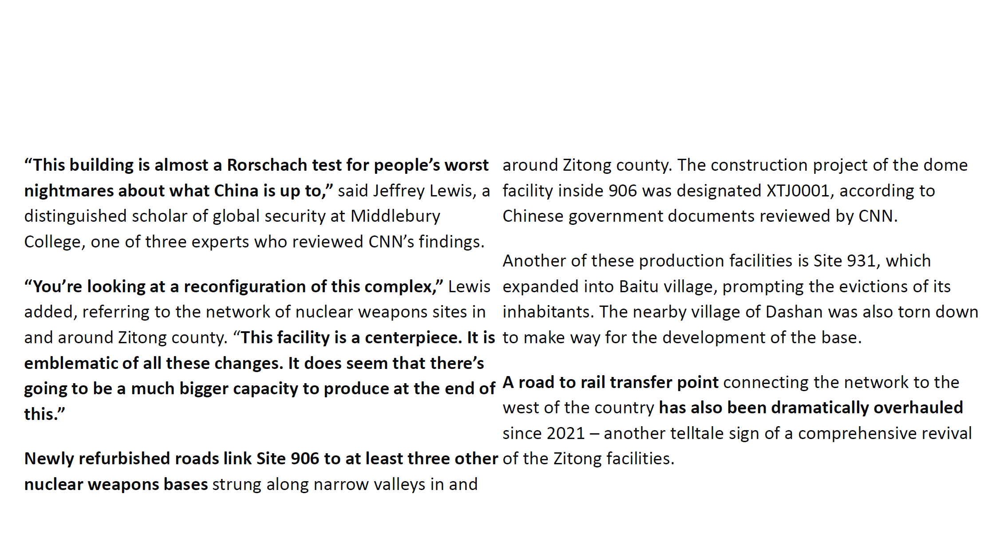 “This building is almost a Rorschach test for people’s worst
nightmares about what China is up to,” said Jeffrey Lewis, a
distinguished scholar of global security at Middlebury
College, one of three experts who reviewed CNN’s findings.
“You’re looking at a reconfiguration of this complex,” Lewis
added, referring to the network of nuclear weapons sites in
and around Zitong county. “This facility is a centerpiece. It is
emblematic of all these changes. It does seem that there’s
going to be a much bigger capacity to produce at the end of
this.”
Newly refurbished roads link Site 906 to at least three other
nuclear weapons bases strung along narrow valleys in and
around Zitong county. The construction project of the dome
facility inside 906 was designated XTJ0001, according to
Chinese government documents reviewed by CNN.
Another of these production facilities is Site 931, which
expanded into Baitu village, prompting the evictions of its
inhabitants. The nearby village of Dashan was also torn down
to make way for the development of the base.
A road to rail transfer point connecting the network to the
west of the country has also been dramatically overhauled
since 2021 – another telltale sign of a comprehensive revival
of the Zitong facilities.